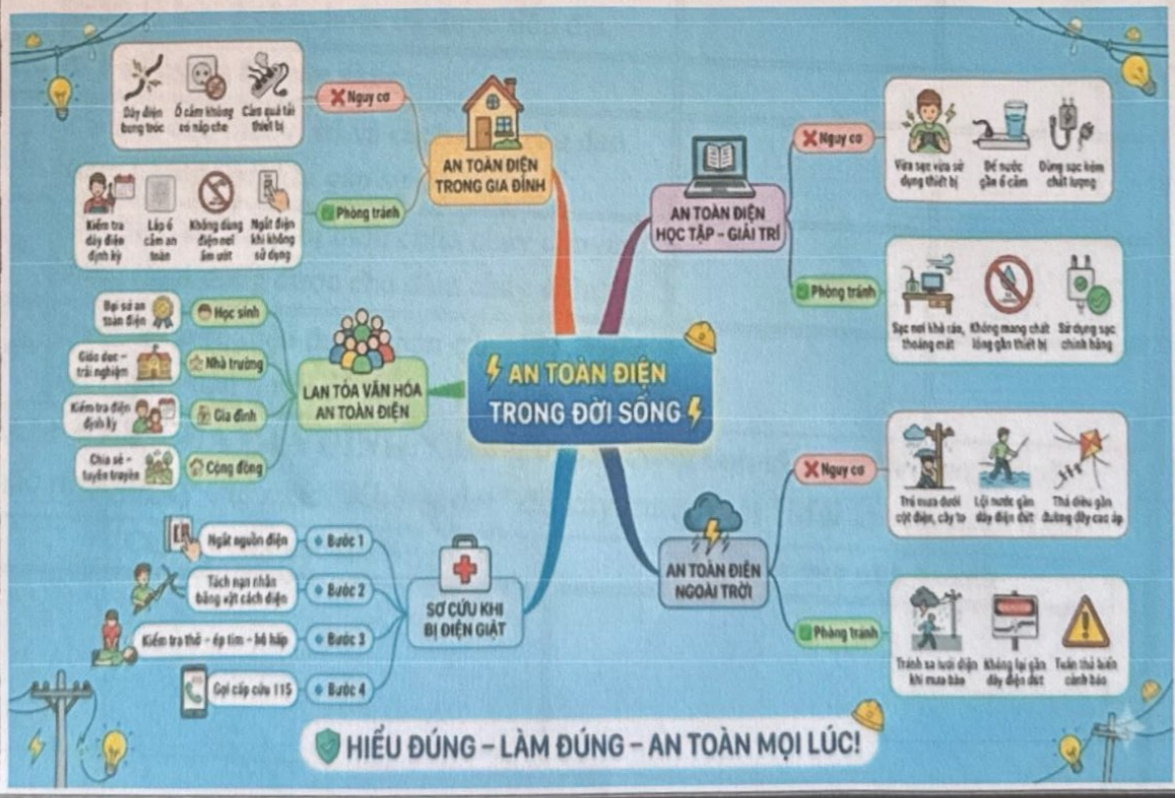 ⚡ AN TOÀN ĐIỆN
TRONG ĐỜI SỐNG ⚡
AN TOÀN ĐIỆN
TRONG GIA ĐÌNH
Nguy cơ
Dây điện
bong tróc
Ổ cắm không
có nắp che
Cắm quá tải
thiết bị
Phòng tránh
Kiểm tra
dây điện
định kỳ
Lắp ổ
cắm an
toàn
Không dùng
điện nơi
ẩm ướt
Ngắt điện
khi không
sử dụng
AN TOÀN ĐIỆN
HỌC TẬP – GIẢI TRÍ
Nguy cơ
Vừa sạc vừa sử
dụng thiết bị
Để nước
gần ổ cắm
Dùng sạc kém
chất lượng
Phòng tránh
Sạc nơi khô ráo,
thoáng mát
Không mang chất
lỏng gần thiết bị
Sử dụng sạc
chính hãng
LAN TỎA VĂN HÓA
AN TOÀN ĐIỆN
Học sinh
Đại sứ an
toàn điện
Nhà trường
Giáo dục –
trải nghiệm
Gia đình
Kiểm tra điện
định kỳ
Cộng đồng
Chia sẻ –
tuyên truyền
AN TOÀN ĐIỆN
NGOÀI TRỜI
Nguy cơ
Trú mưa dưới
cột điện, cây to
Lội nước gần
dây điện đứt
Thả diều gần
đường dây cao áp
Phòng tránh
Tránh xa lưới điện
khi mưa bão
Không lại gần
dây điện đứt
Tuân thủ biển
cảnh báo
SƠ CỨU KHI
BỊ ĐIỆN GIẬT
Bước 1
Ngắt nguồn điện
Bước 2
Tách nạn nhân
bằng vật cách điện
Bước 3
Kiểm tra thở – ép tim – hô hấp
Bước 4
Gọi cấp cứu 115
HIỂU ĐÚNG – LÀM ĐÚNG – AN TOÀN MỌI LÚC!